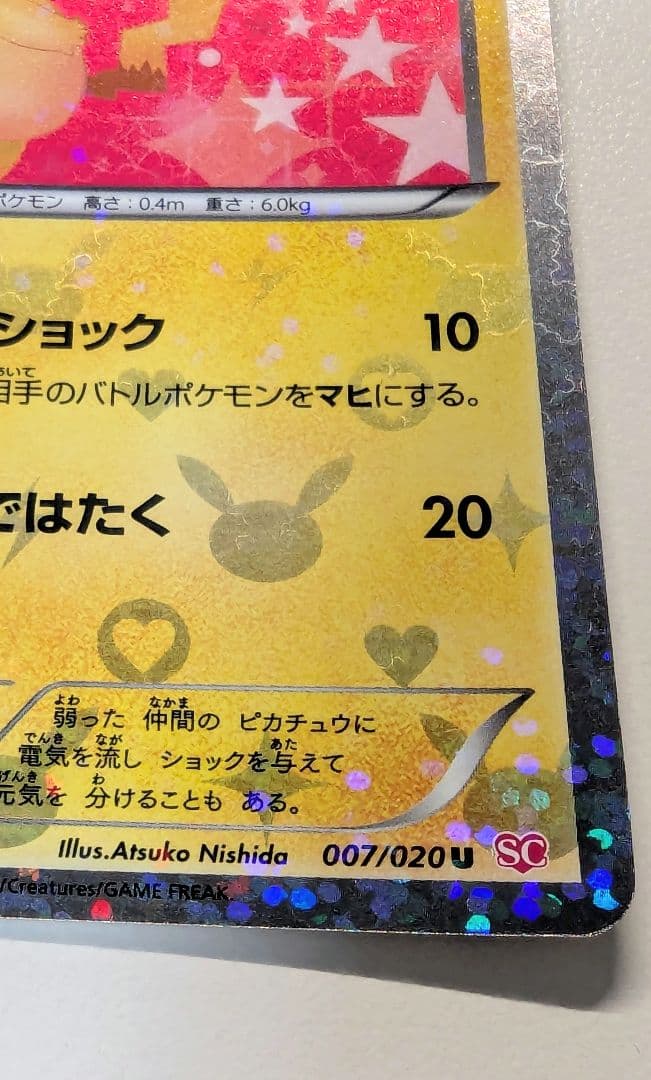 ポケモン 高さ：0.4m 重さ：6.0kg
ショック 10
あいて
相手のバトルポケモンをマヒにする。
ではたく 20
よわ なかま
弱った 仲間の ピカチュウに
でんき なが あた
電気を流し ショックを与えて
げんき わ
元気を 分けることも ある。
Illus.Atsuko Nishida 007/020 U SC
/Creatures/GAME FREAK.